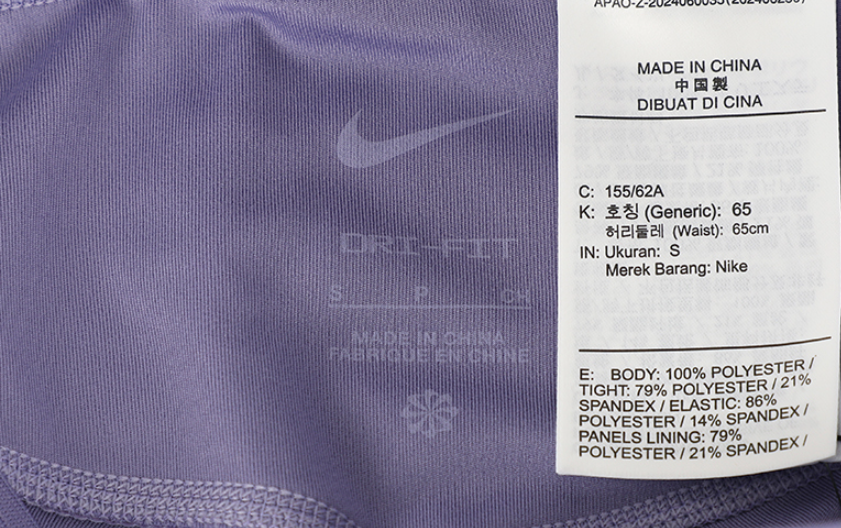 MADE IN CHINA
中国製
DIBUAT DI CINA
C: 155/62A
K: 호칭 (Generic): 65
허리둘레 (Waist): 65cm
IN: Ukuran: S
Merek Barang: Nike
E: BODY: 100% POLYESTER /
TIGHT: 79% POLYESTER / 21%
SPANDEX / ELASTIC: 86%
POLYESTER / 14% SPANDEX /
PANELS LINING: 79%
POLYESTER / 21% SPANDEX /
DRI-FIT
S P CH
MADE IN CHINA
FABRIQUE EN CHINE